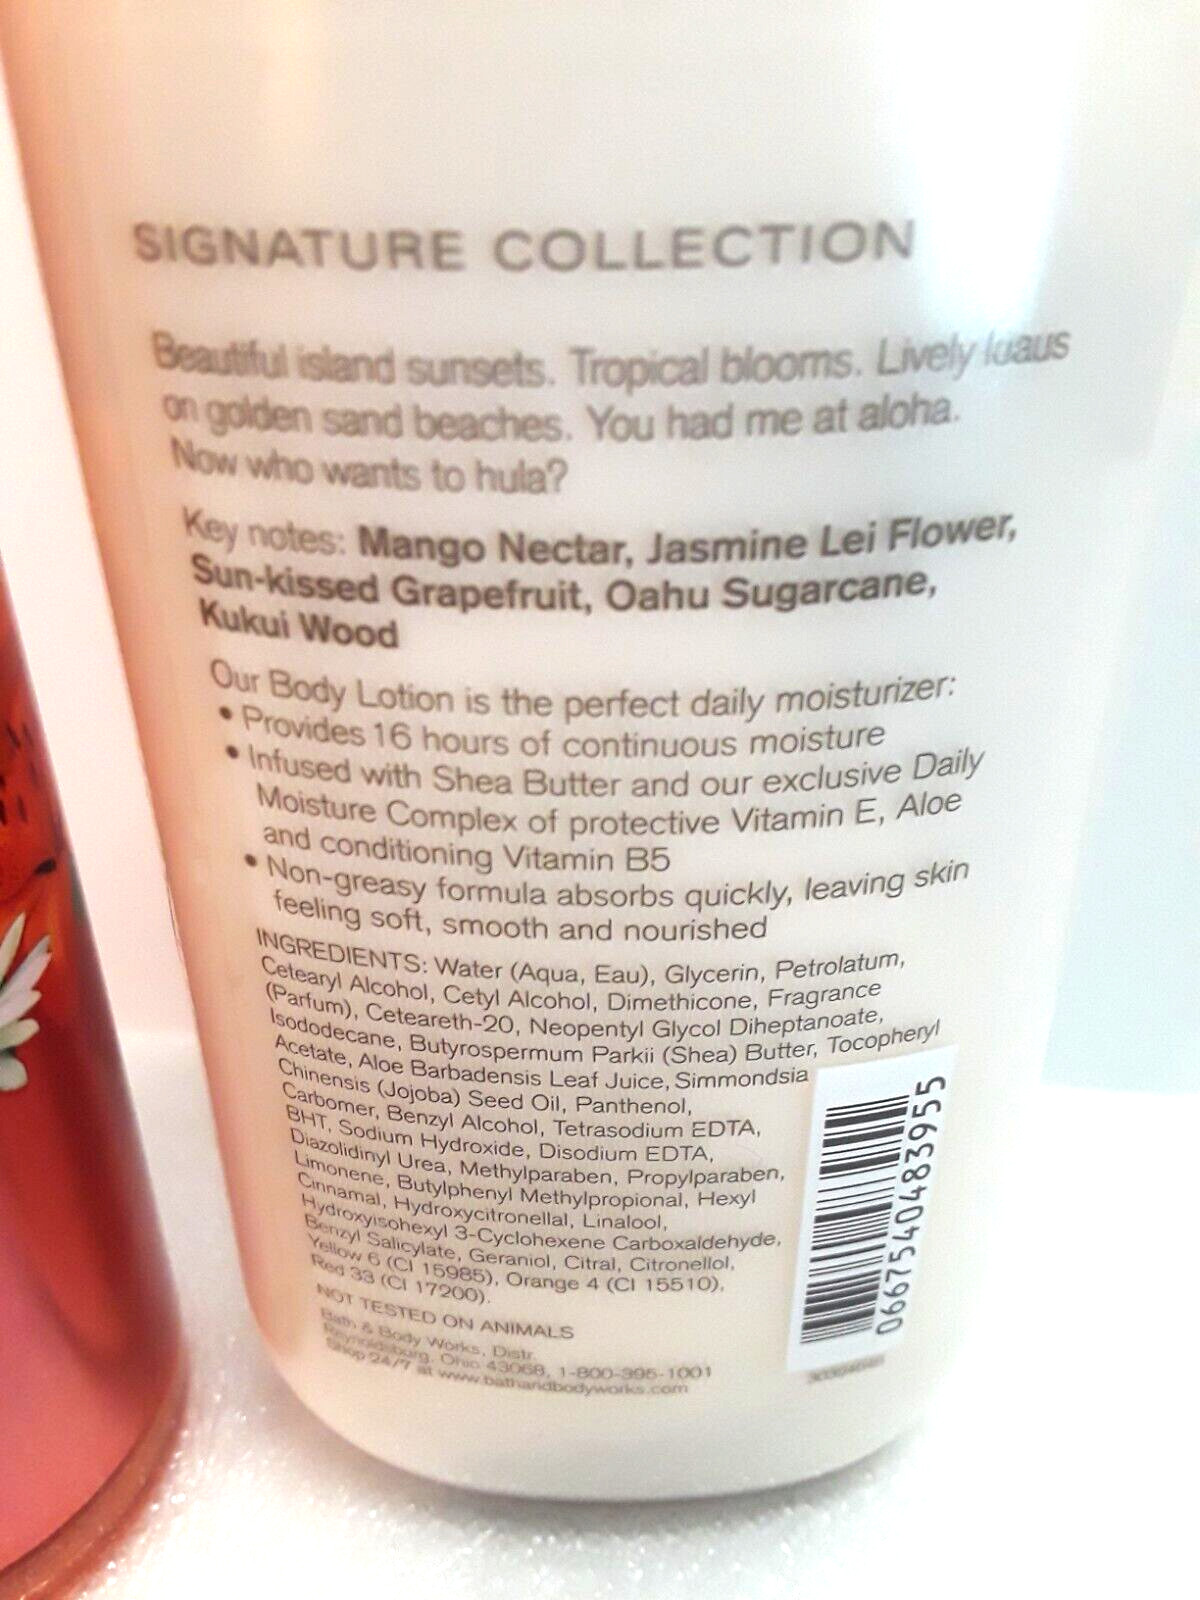 SIGNATURE COLLECTION
Beautiful island sunsets. Tropical blooms. Lively luaus
on golden sand beaches. You had me at aloha.
Now who wants to hula?
Key notes: Mango Nectar, Jasmine Lei Flower,
Sun-kissed Grapefruit, Oahu Sugarcane,
Kukui Wood
Our Body Lotion is the perfect daily moisturizer:
• Provides 16 hours of continuous moisture
• Infused with Shea Butter and our exclusive Daily
Moisture Complex of protective Vitamin E, Aloe
and conditioning Vitamin B5
• Non-greasy formula absorbs quickly, leaving skin
feeling soft, smooth and nourished
INGREDIENTS: Water (Aqua, Eau), Glycerin, Petrolatum,
Cetearyl Alcohol, Cetyl Alcohol, Dimethicone, Fragrance
(Parfum), Ceteareth-20, Neopentyl Glycol Diheptanoate,
Isododecane, Butyrospermum Parkii (Shea) Butter, Tocopheryl
Acetate, Aloe Barbadensis Leaf Juice, Simmondsia
Chinensis (Jojoba) Seed Oil, Panthenol,
Carbomer, Benzyl Alcohol, Tetrasodium EDTA,
BHT, Sodium Hydroxide, Disodium EDTA,
Diazolidinyl Urea, Methylparaben, Propylparaben,
Limonene, Butylphenyl Methylpropional, Hexyl
Cinnamal, Hydroxycitronellal, Linalool,
Hydroxyisohexyl 3-Cyclohexene Carboxaldehyde,
Benzyl Salicylate, Geraniol, Citral, Citronellol,
Yellow 6 (CI 15985), Orange 4 (CI 15510),
Red 33 (CI 17200).
NOT TESTED ON ANIMALS
Bath & Body Works, Distr.
Reynoldsburg, Ohio 43068, 1-800-395-1001
Shop 24/7 at www.bathandbodyworks.com
0667540483955